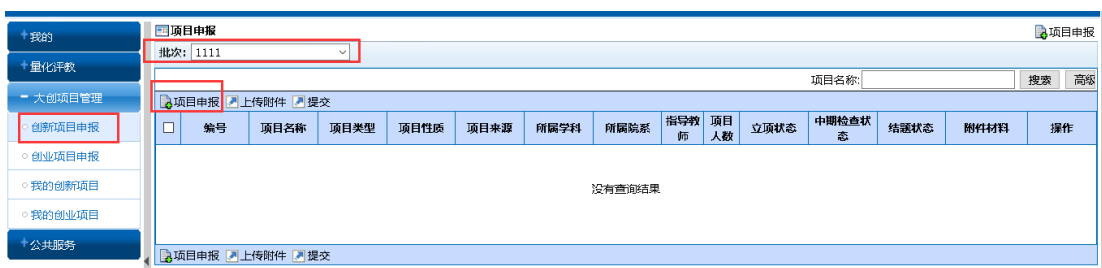 我的
量化评教
大创项目管理
创新项目申报
创业项目申报
我的创新项目
我的创业项目
公共服务
项目申报
项目申报
批次: 1111
项目名称: 搜索 高级
项目申报 上传附件 提交
编号 项目名称 项目类型 项目性质 项目来源 所属学科 所属院系 指导教师 项目人数 立项状态 中期检查状态 结题状态 附件材料 操作
没有查询结果
项目申报 上传附件 提交